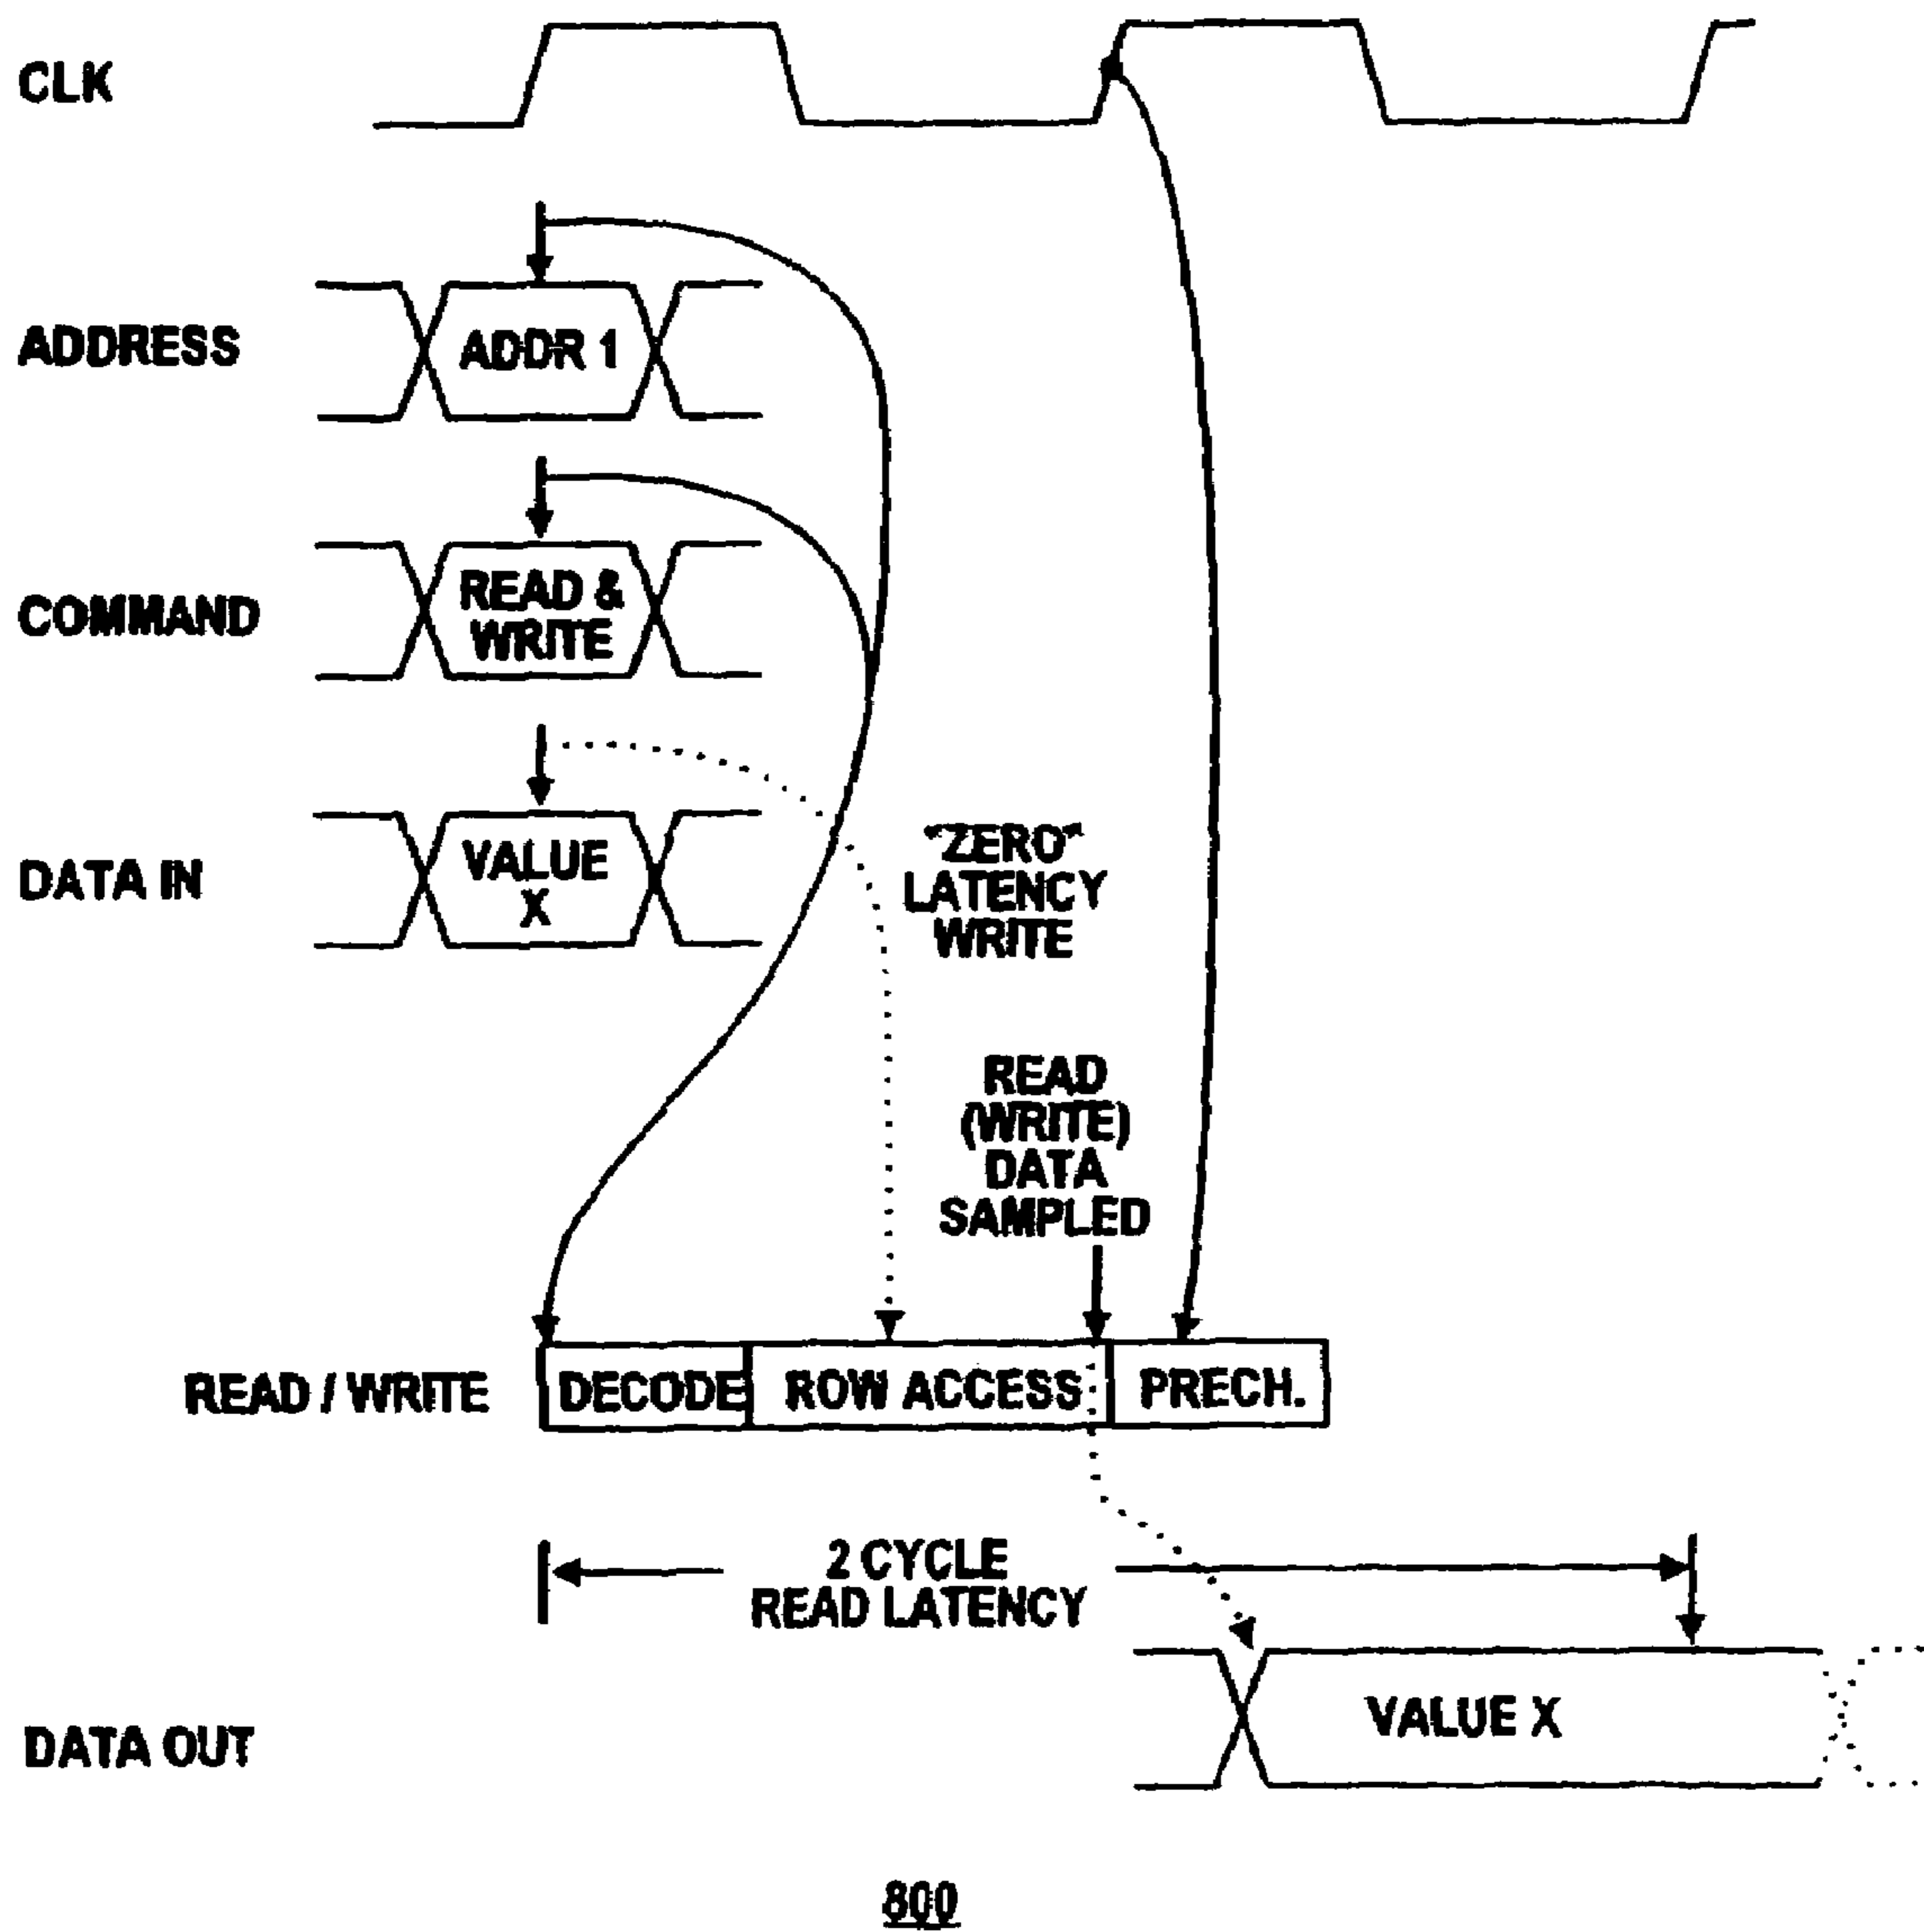 CLK
ADDRESS
ADDR 1
COMMAND
READ &
WRITE
DATA IN
VALUE
X
"ZERO"
LATENCY
WRITE
READ
(WRITE)
DATA
SAMPLED
READ / WRITE
DECODE
ROW ACCESS
PRECH.
2 CYCLE
READ LATENCY
DATA OUT
VALUE X
800